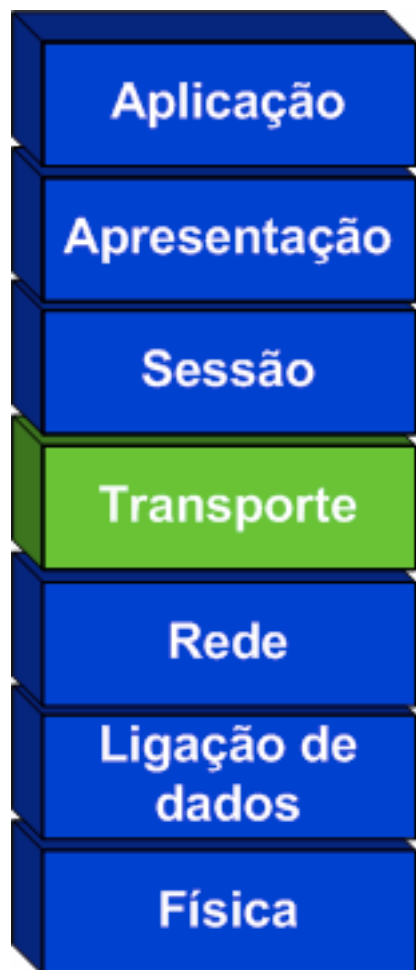 Aplicação
Apresentação
Sessão
Transporte
Rede
Ligação de
dados
Física